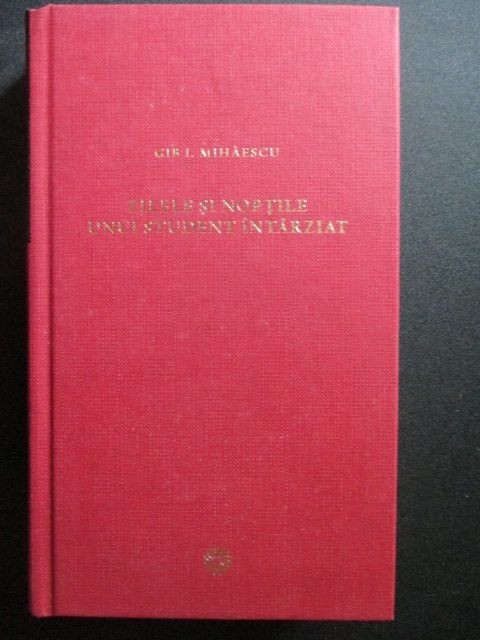 GIB I. MIHĂESCU
ZILELE ȘI NOPȚILE
UNUI STUDENT ÎNTÂRZIAT